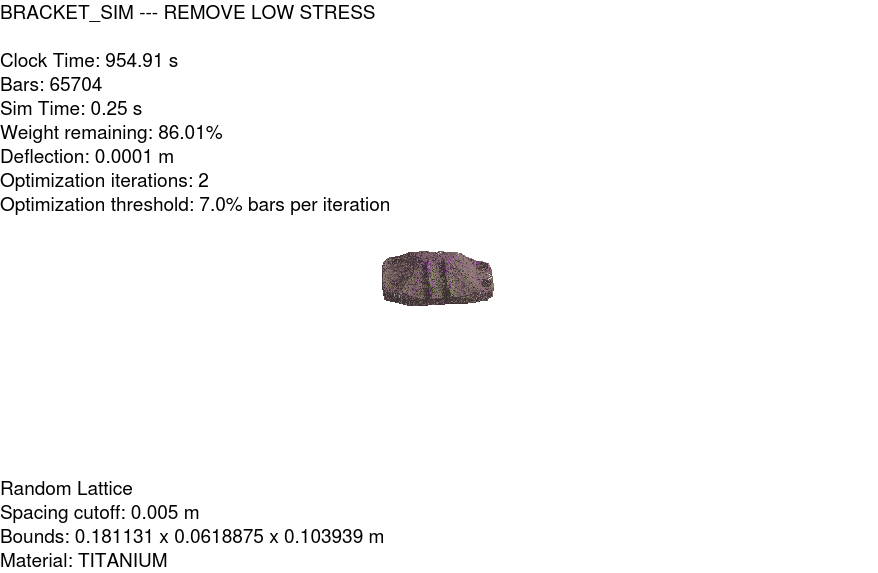 BRACKET_SIM --- REMOVE LOW STRESS
Clock Time: 954.91 s
Bars: 65704
Sim Time: 0.25 s
Weight remaining: 86.01%
Deflection: 0.0001 m
Optimization iterations: 2
Optimization threshold: 7.0% bars per iteration
Random Lattice
Spacing cutoff: 0.005 m
Bounds: 0.181131 x 0.0618875 x 0.103939 m
Material: TITANIUM